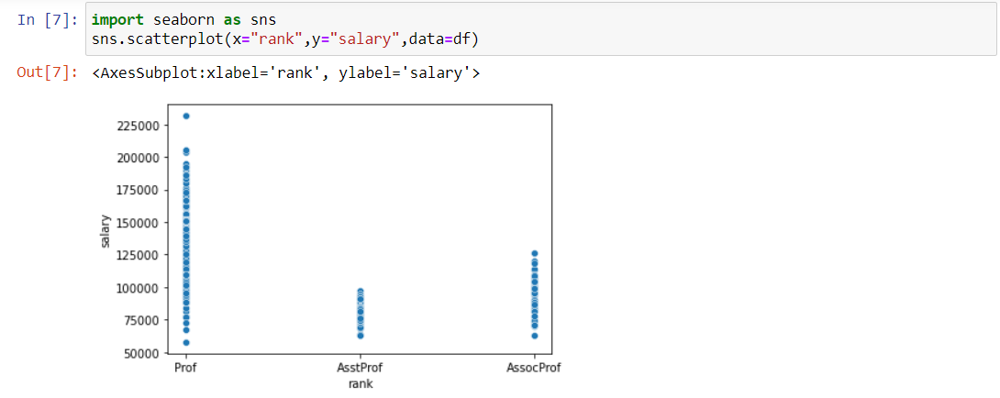 In [7]: import seaborn as sns
sns.scatterplot(x="rank",y="salary",data=df)
Out[7]: <AxesSubplot:xlabel='rank', ylabel='salary'>
225000
200000
175000
150000
125000
100000
75000
50000
salary
Prof AsstProf AssocProf
rank